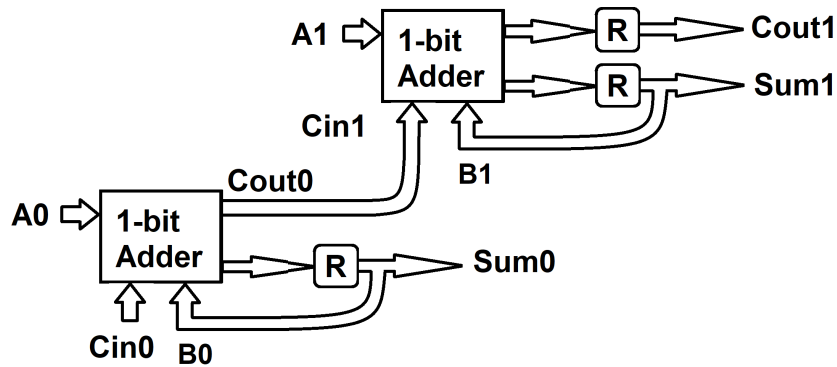 A1
1-bit
Adder
R
Cout1
R
Sum1
Cin1
B1
Cout0
A0
1-bit
Adder
R
Sum0
Cin0
B0